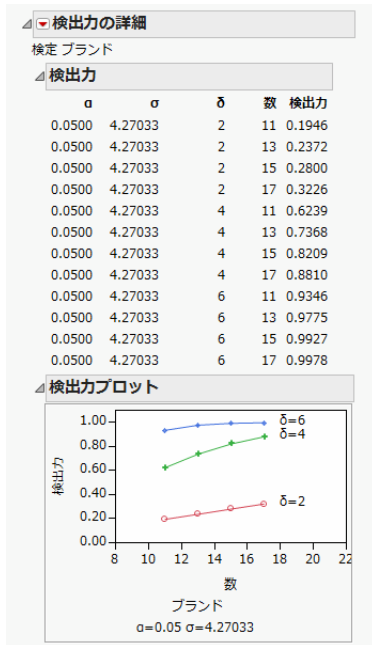 検出力の詳細
検定 ブランド
検出力
α σ δ 数 検出力
0.0500 4.27033 2 11 0.1946
0.0500 4.27033 2 13 0.2372
0.0500 4.27033 2 15 0.2800
0.0500 4.27033 2 17 0.3226
0.0500 4.27033 4 11 0.6239
0.0500 4.27033 4 13 0.7368
0.0500 4.27033 4 15 0.8209
0.0500 4.27033 4 17 0.8810
0.0500 4.27033 6 11 0.9346
0.0500 4.27033 6 13 0.9775
0.0500 4.27033 6 15 0.9927
0.0500 4.27033 6 17 0.9978
検出力プロット
検出力
1.00
0.80
0.60
0.40
0.20
0.00
δ=6
δ=4
δ=2
8 10 12 14 16 18 20 22
数
ブランド
α=0.05 σ=4.27033